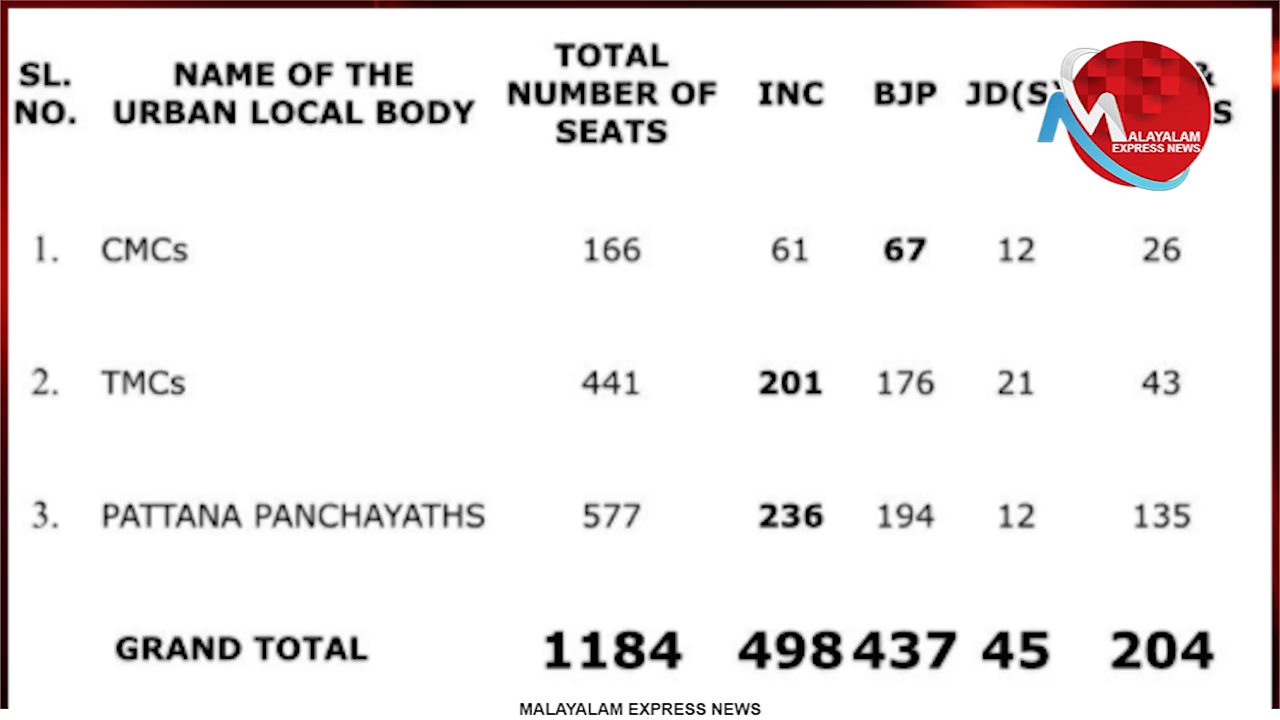 SL. NO.
NAME OF THE URBAN LOCAL BODY
TOTAL NUMBER OF SEATS
INC
BJP
JD(S)
&
MALAYALAM
EXPRESS NEWS
1. CMCs 166 61 67 12 26
2. TMCs 441 201 176 21 43
3. PATTANA PANCHAYATHS 577 236 194 12 135
GRAND TOTAL 1184 498 437 45 204
MALAYALAM EXPRESS NEWS